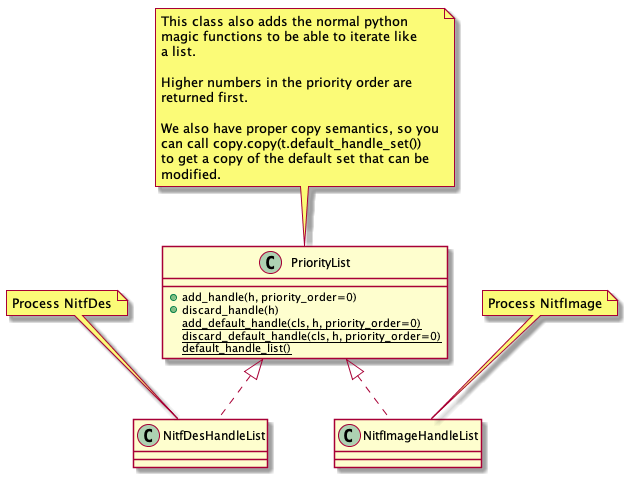 This class also adds the normal python
magic functions to be able to iterate like
a list.
Higher numbers in the priority order are
returned first.
We also have proper copy semantics, so you
can call copy.copy(t.default_handle_set())
to get a copy of the default set that can be
modified.
C PriorityList
add_handle(h, priority_order=0)
discard_handle(h)
add_default_handle(cls, h, priority_order=0)
discard_default_handle(cls, h, priority_order=0)
default_handle_list()
Process NitfDes
Process NitfImage
C NitfDesHandleList
C NitfImageHandleList